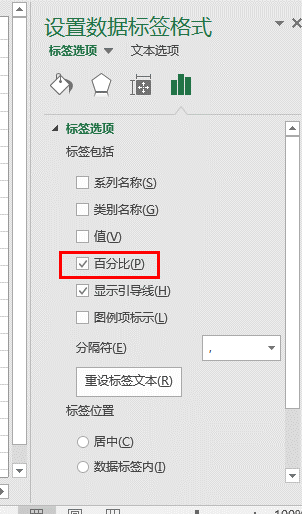 设置数据标签格式
标签选项 文本选项
标签选项
标签包括
系列名称(S)
类别名称(G)
值(V)
百分比(P)
显示引导线(H)
图例项标示(L)
分隔符(E) ,
重设标签文本(R)
标签位置
居中(C)
数据标签内(I)
100%